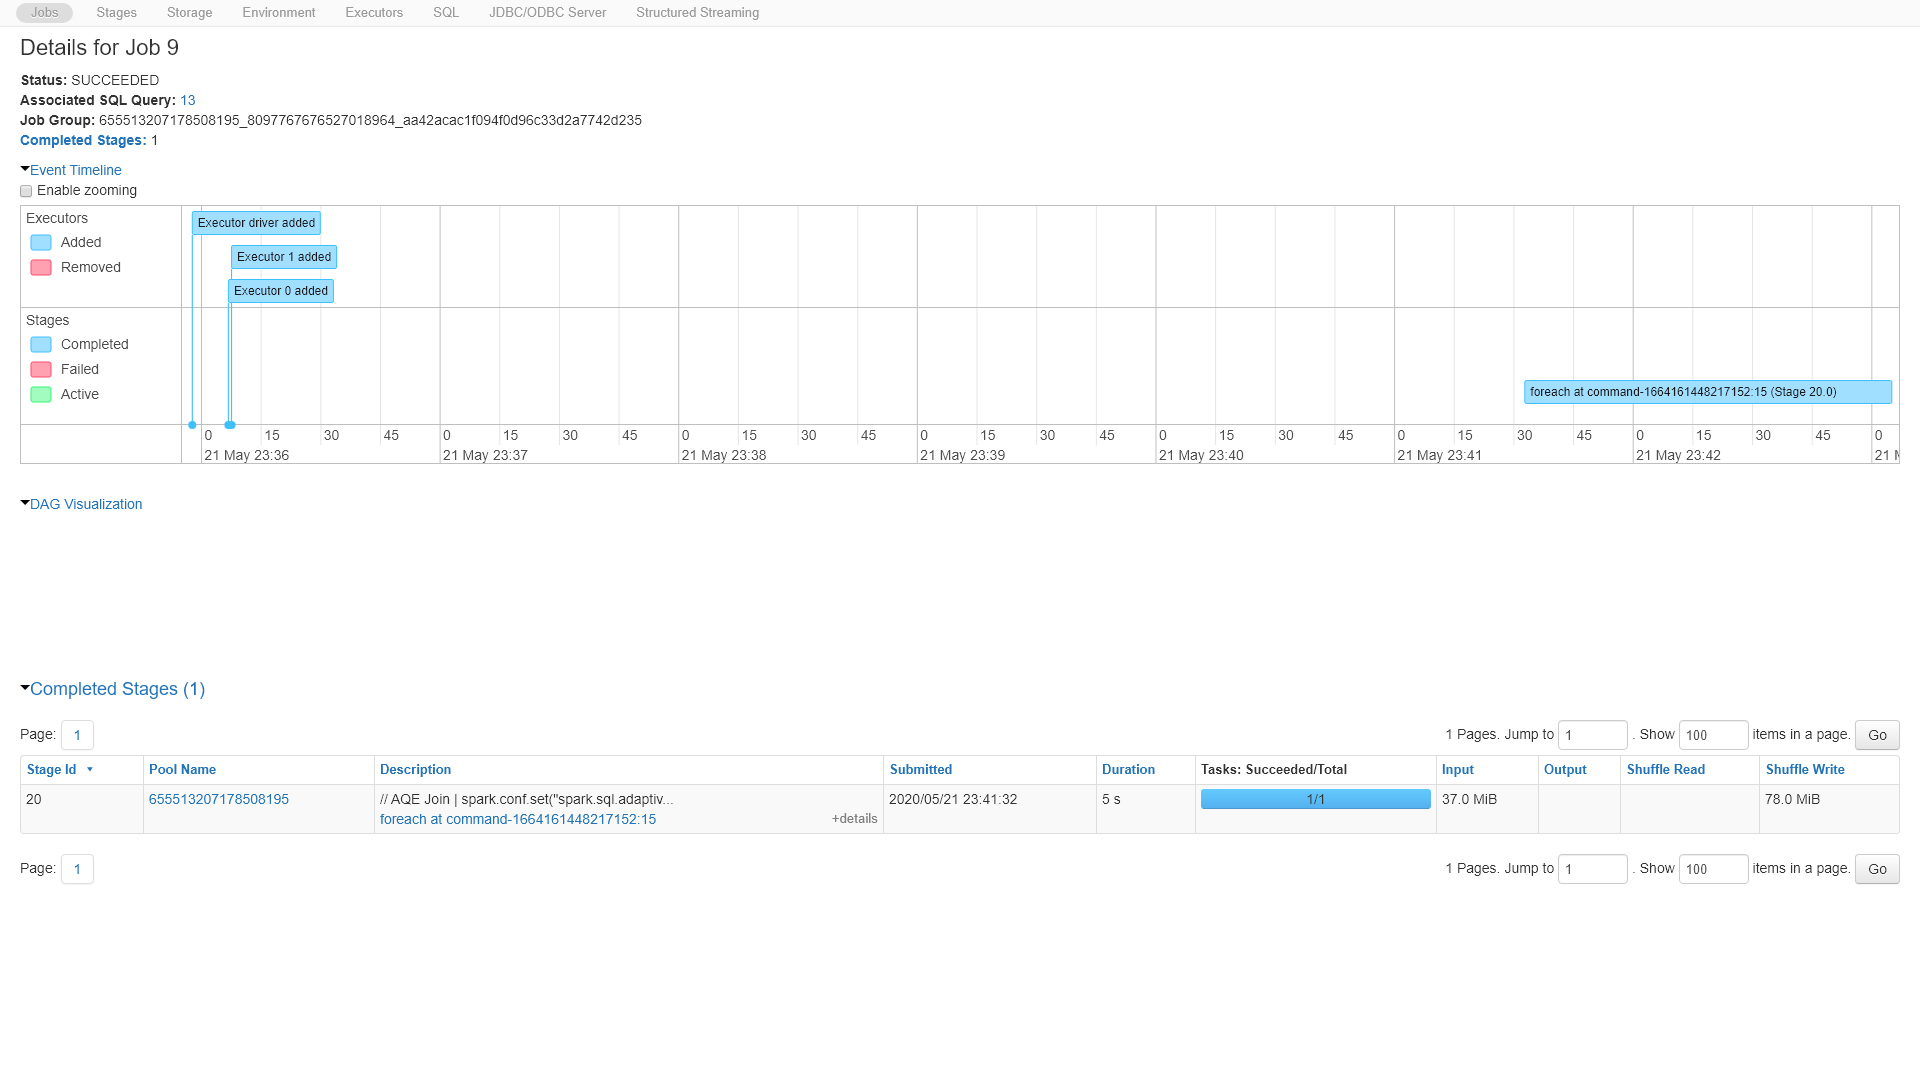 Jobs Stages Storage Environment Executors SQL JDBC/ODBC Server Structured Streaming
Details for Job 9
Status: SUCCEEDED
Associated SQL Query: 13
Job Group: 655513207178508195_8097767676527018964_aa42acac1f094f0d96c33d2a7742d235
Completed Stages: 1
Event Timeline
Enable zooming
Executors
Added
Removed
Executor driver added
Executor 1 added
Executor 0 added
Stages
Completed
Failed
Active
foreach at command-1664161448217152:15 (Stage 20.0)
0 15 30 45 0 15 30 45 0 15 30 45 0 15 30 45 0 15 30 45 0 15 30 45 0 15 30 45 0
21 May 23:36 21 May 23:37 21 May 23:38 21 May 23:39 21 May 23:40 21 May 23:41 21 May 23:42 21
DAG Visualization
Completed Stages (1)
Page: 1 1 Pages. Jump to 1 . Show 100 items in a page. Go
Stage Id Pool Name Description Submitted Duration Tasks: Succeeded/Total Input Output Shuffle Read Shuffle Write
20 655513207178508195 // AQE Join | spark.conf.set("spark.sql.adaptiv... 2020/05/21 23:41:32 5 s 1/1 37.0 MiB 78.0 MiB
foreach at command-1664161448217152:15 +details
Page: 1 1 Pages. Jump to 1 . Show 100 items in a page. Go